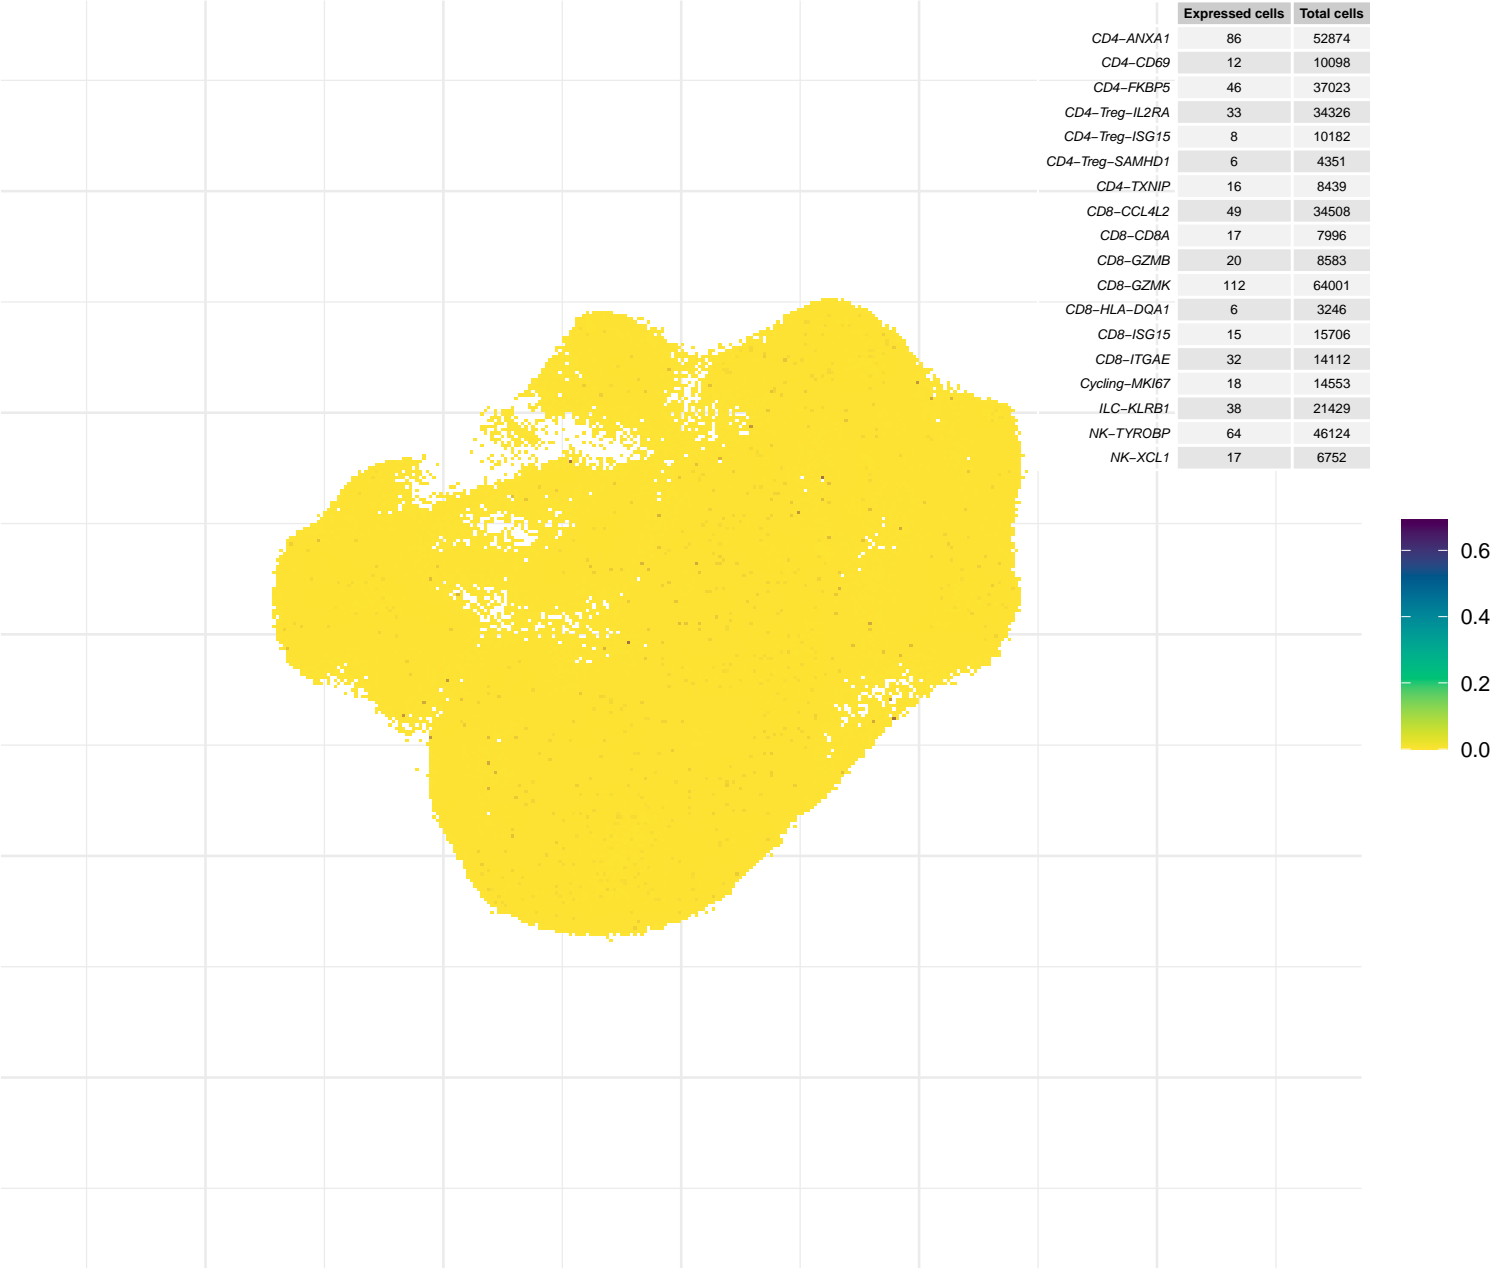 Expressed cells Total cells
CD4−ANXA1 86 52874
CD4−CD69 12 10098
CD4−FKBP5 46 37023
CD4−Treg−IL2RA 33 34326
CD4−Treg−ISG15 8 10182
CD4−Treg−SAMHD1 6 4351
CD4−TXNIP 16 8439
CD8−CCL4L2 49 34508
CD8−CD8A 17 7996
CD8−GZMB 20 8583
CD8−GZMK 112 64001
CD8−HLA−DQA1 6 3246
CD8−ISG15 15 15706
CD8−ITGAE 32 14112
Cycling−MKI67 18 14553
ILC−KLRB1 38 21429
NK−TYROBP 64 46124
NK−XCL1 17 6752
0.6
0.4
0.2
0.0